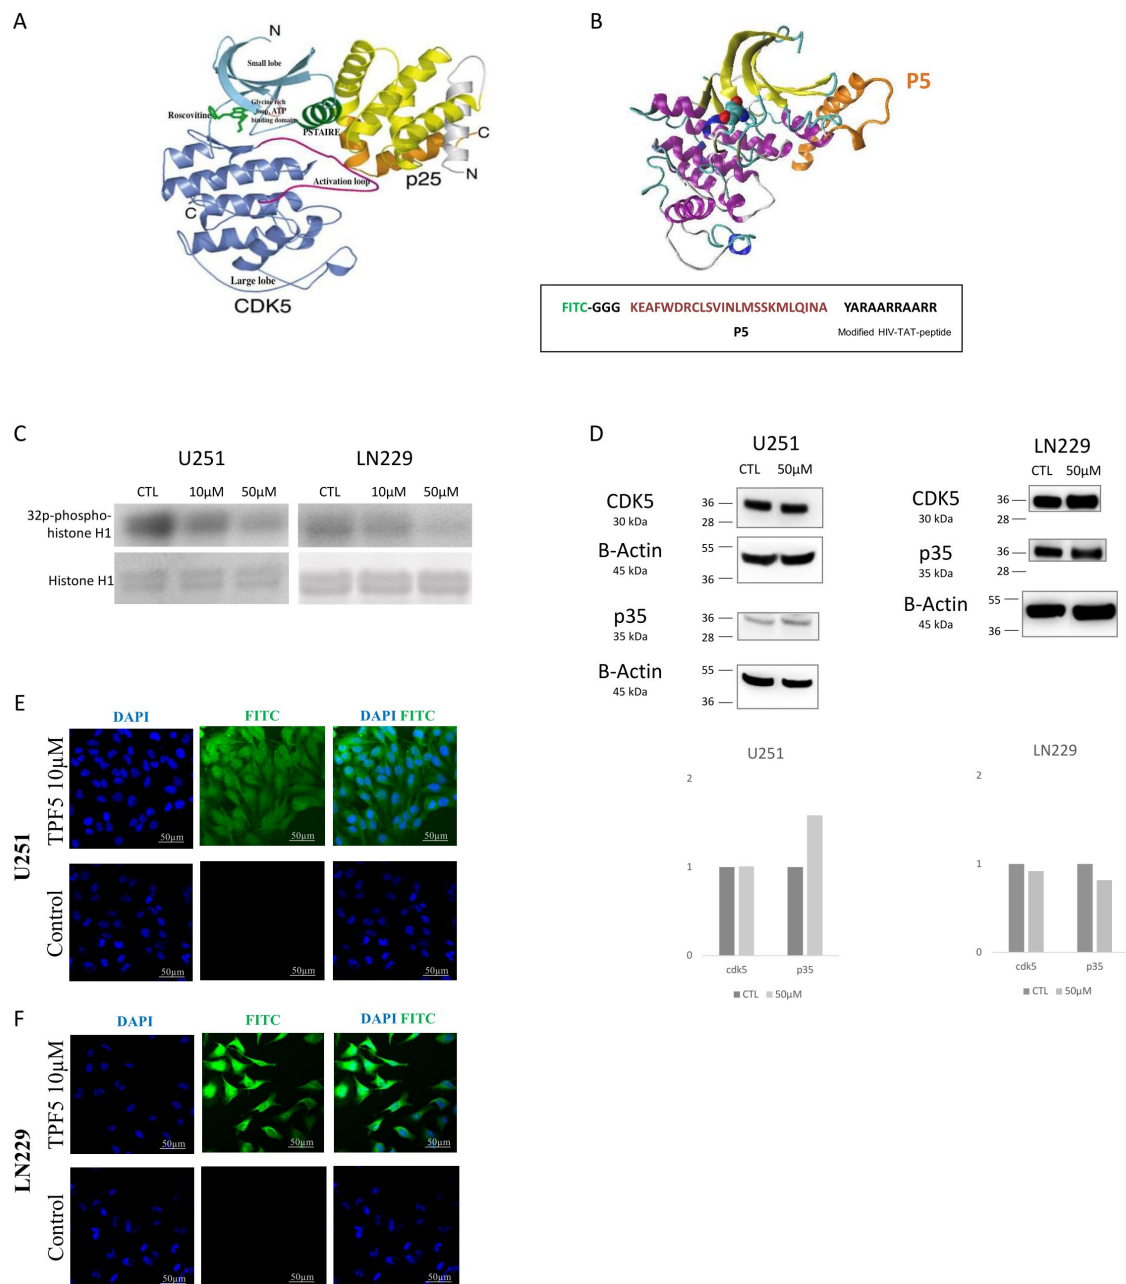 A
N
Small lobe
Glycine rich
loop, ATP
binding domain
Roscovitine
PSTAIRE
C
N
p25
Activation loop
C
Large lobe
CDK5
B
P5
FITC-GGG KEAFWDRCLSVINLMSSKMLQINA YARAARRAARR
P5 Modified HIV-TAT-peptide
C
U251 LN229
CTL 10µM 50µM CTL 10µM 50µM
32p-phospho-
histone H1
Histone H1
D
U251
CTL 50µM
CDK5
30 kDa
36
28
B-Actin
45 kDa
55
36
p35
35 kDa
36
28
B-Actin
45 kDa
55
36
LN229
CTL 50µM
CDK5
30 kDa
36
28
p35
35 kDa
36
28
B-Actin
45 kDa
55
36
U251
2
1
0
cdk5 p35
CTL 50µM
LN229
2
1
0
cdk5 p35
CTL 50µM
E
DAPI FITC DAPI FITC
U251
TPF5 10µM
50µm 50µm 50µm
Control
50µm 50µm 50µm
F
DAPI FITC DAPI FITC
LN229
TPF5 10µM
50µm 50µm 50µm
Control
50µm 50µm 50µm